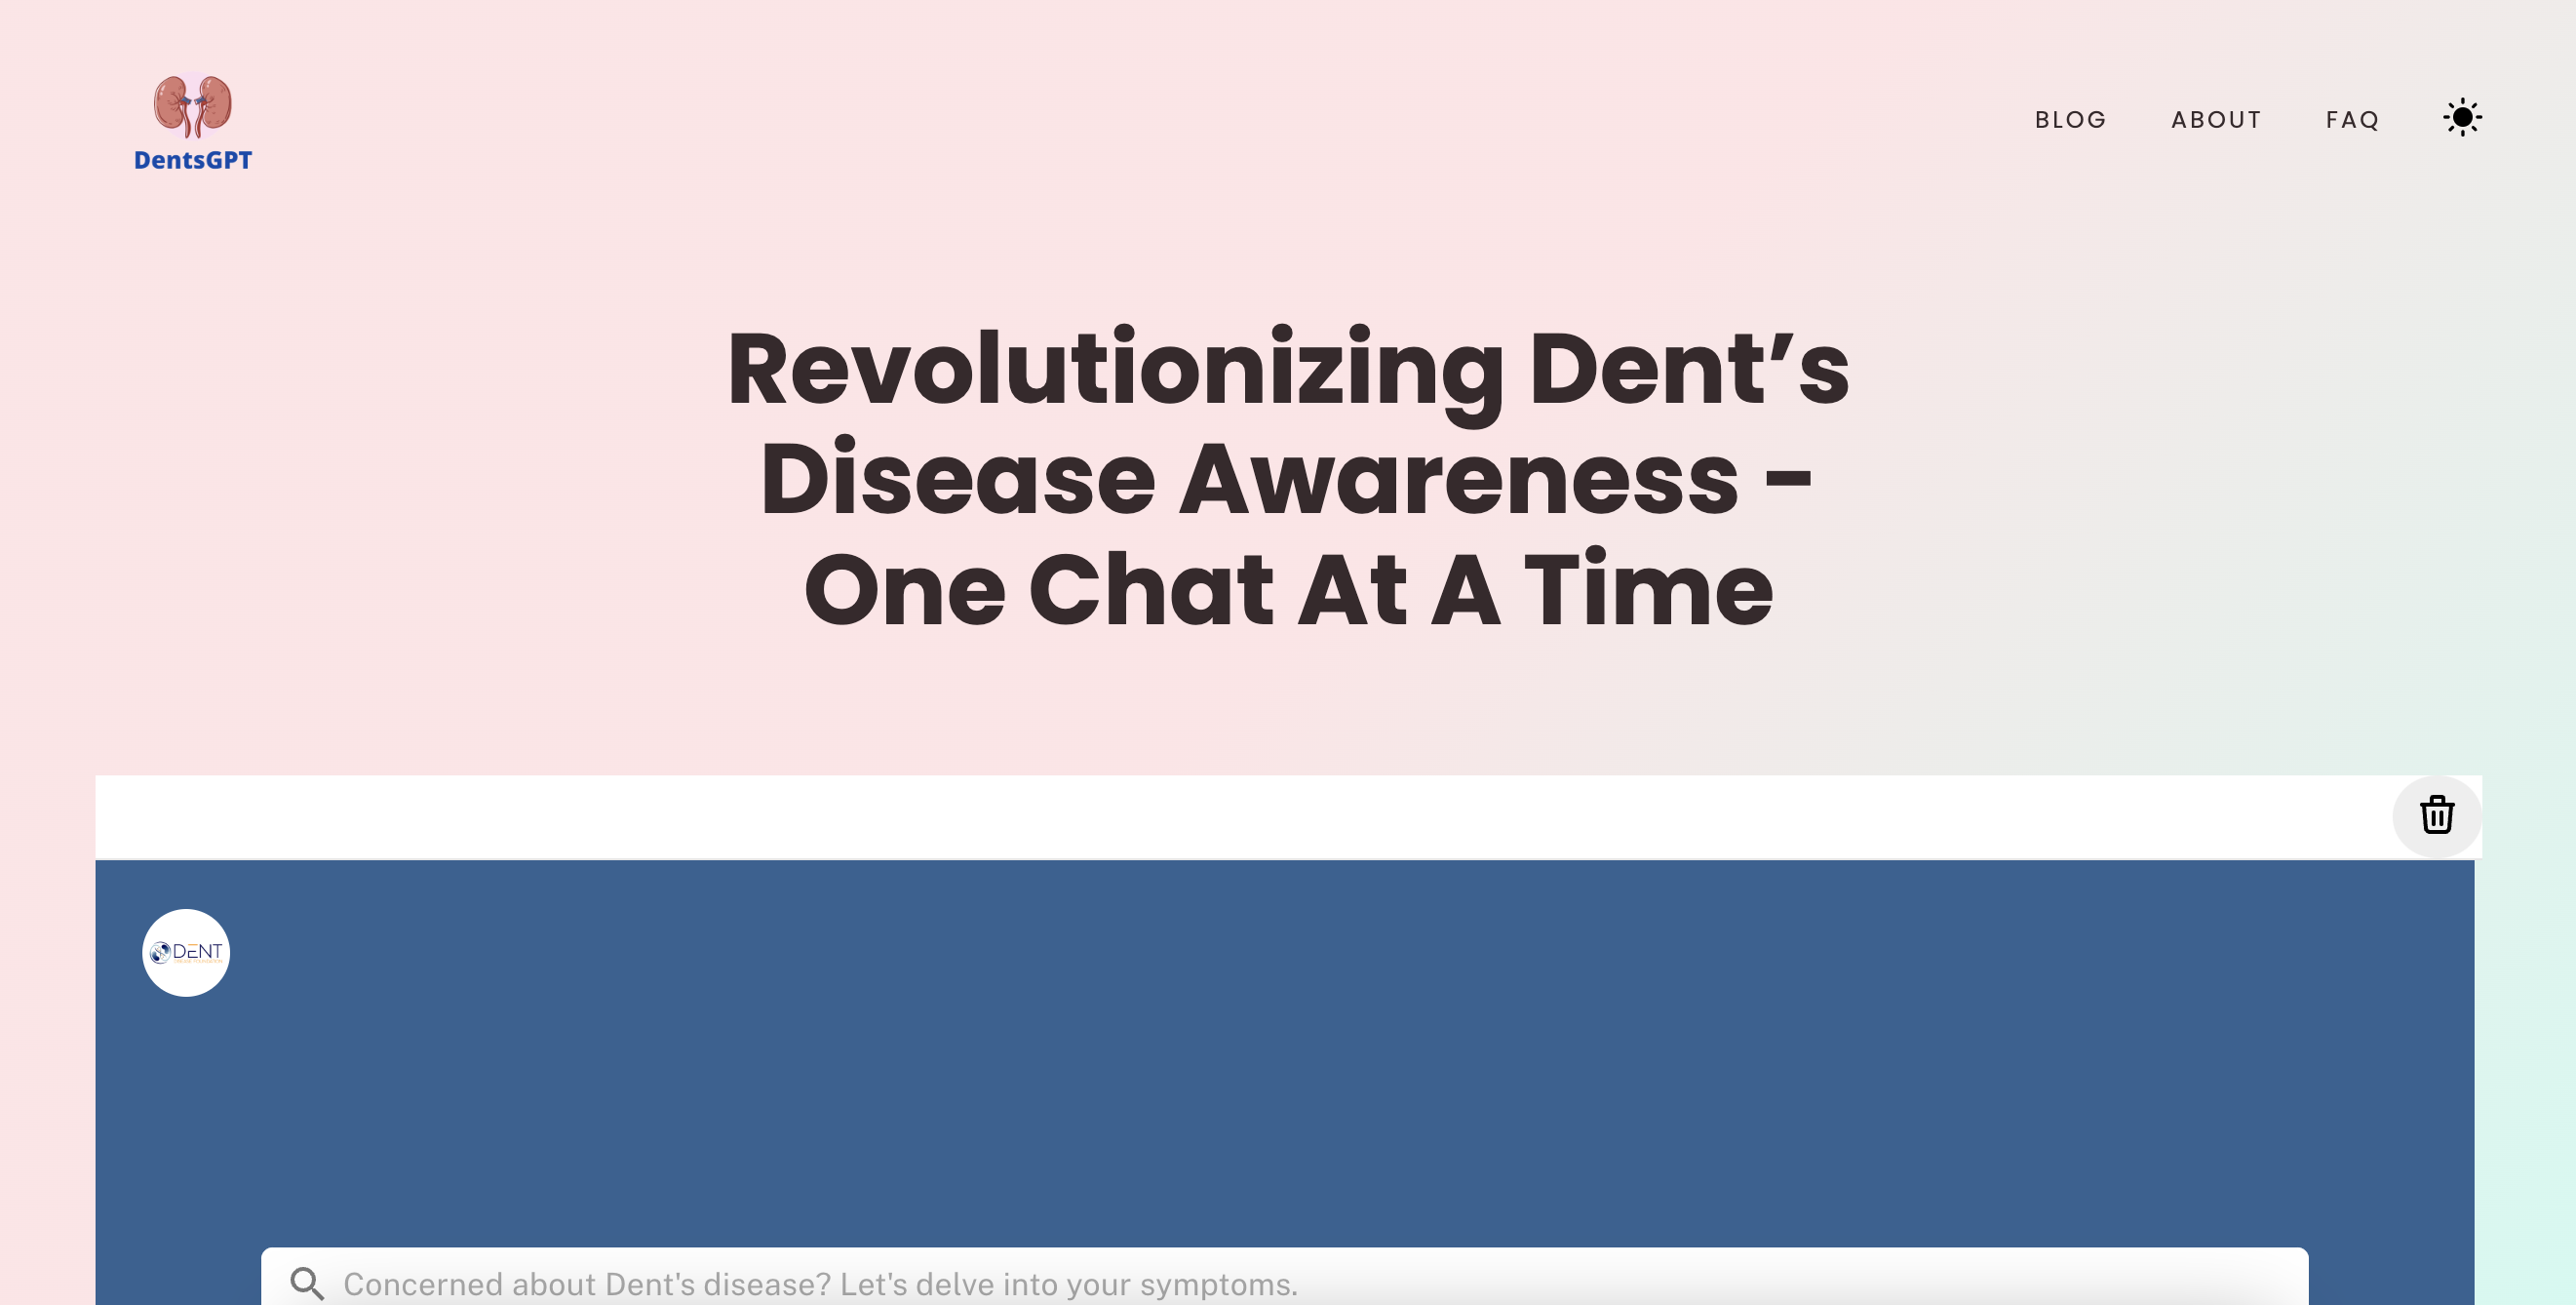 DentsGPT
BLOG ABOUT FAQ
Revolutionizing Dent’s
Disease Awareness -
One Chat At A Time
DENT
Concerned about Dent's disease? Let's delve into your symptoms.